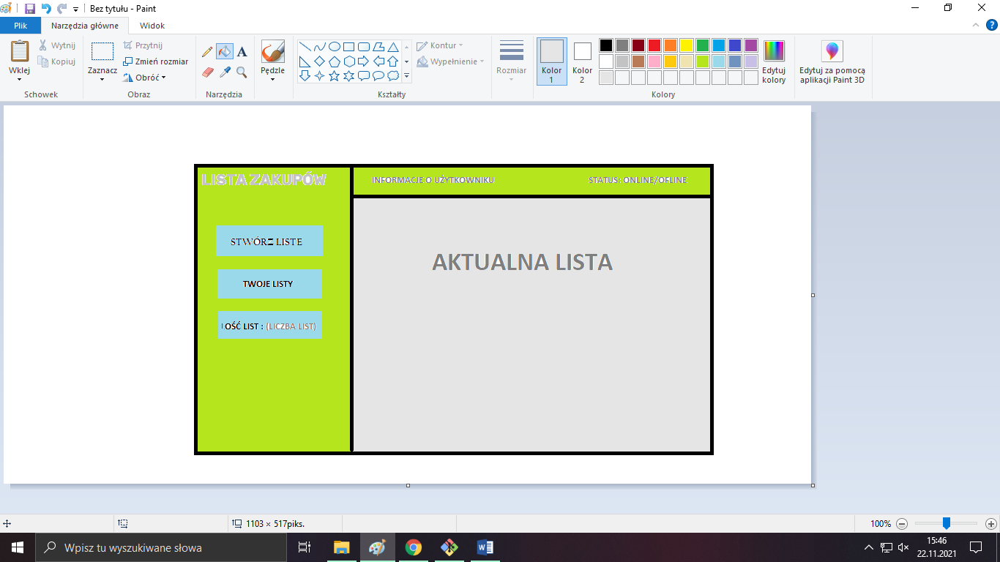 Bez tytułu - Paint
Plik Narzędzia główne Widok
Wklej Wytnij Kopiuj Schowek
Zaznacz Przytnij Zmień rozmiar Obróć Obraz
A
Narzędzia
Pędzle
Kontur Wypełnienie Kształty
Rozmiar
Kolor 1
Kolor 2
Edytuj kolory
Kolory
Edytuj za pomocą aplikacji Paint 3D
LISTA ZAKUPÓW
INFORMACJE O UŻYTKOWNIKU
STATUS : ONLINE/OFLINE
STWÓRZ LISTE
TWOJE LISTY
OŚĆ LIST : (LICZBA LIST)
AKTUALNA LISTA
1103 × 517piks.
100%
Wpisz tu wyszukiwane słowa
15:46
22.11.2021